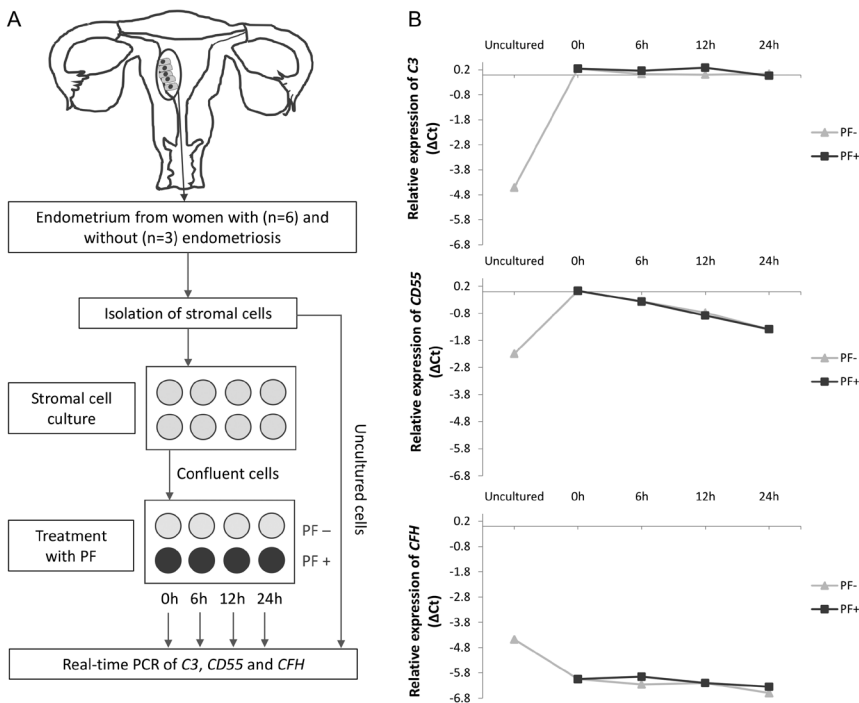 A
Endometrium from women with (n=6) and
without (n=3) endometriosis
Isolation of stromal cells
Stromal cell
culture
Uncultured cells
Confluent cells
Treatment
with PF
PF –
PF +
0h 6h 12h 24h
Real-time PCR of C3, CD55 and CFH
B
Uncultured 0h 6h 12h 24h
Relative expression of C3
(ΔCt)
0.2
-0.8
-1.8
-2.8
-3.8
-4.8
-5.8
-6.8
PF-
PF+
Uncultured 0h 6h 12h 24h
Relative expression of CD55
(ΔCt)
0.2
-0.8
-1.8
-2.8
-3.8
-4.8
-5.8
-6.8
PF-
PF+
Uncultured 0h 6h 12h 24h
Relative expression of CFH
(ΔCt)
0.2
-0.8
-1.8
-2.8
-3.8
-4.8
-5.8
-6.8
PF-
PF+